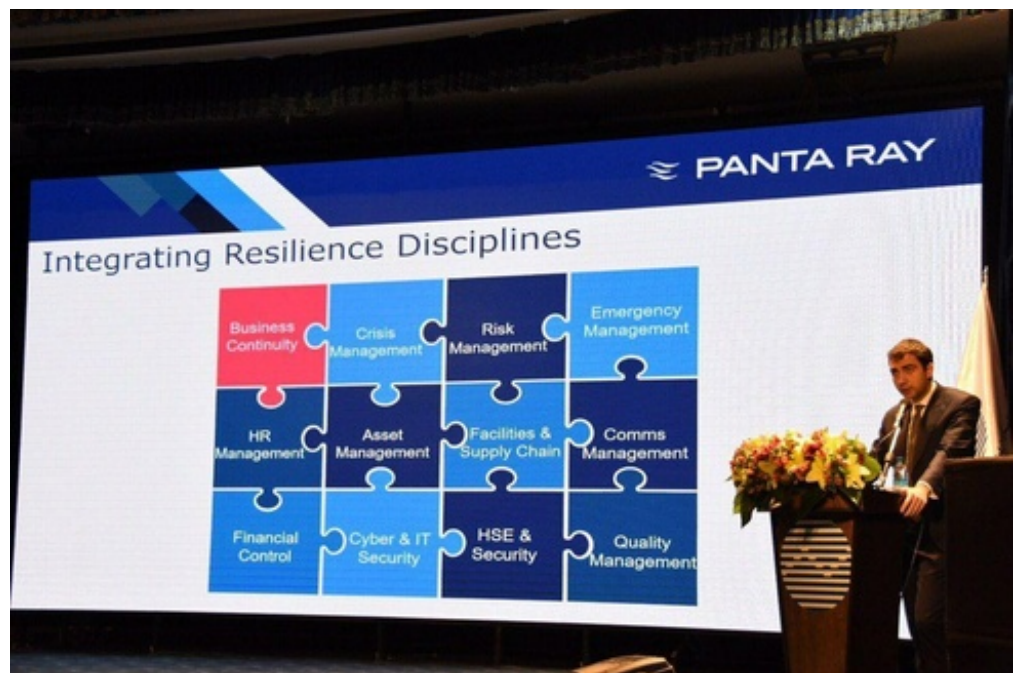 PANTA RAY
Integrating Resilience Disciplines
Business
Continuity
Crisis
Management
Risk
Management
Emergency
Management
HR
Management
Asset
Management
Facilities &
Supply Chain
Comms
Management
Financial
Control
Cyber & IT
Security
HSE &
Security
Quality
Management